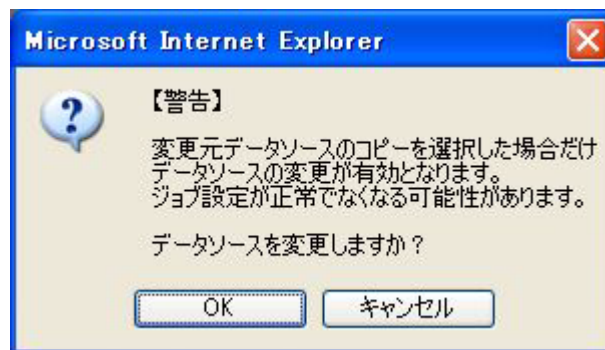 Microsoft Internet Explorer
【警告】
変更元データソースのコピーを選択した場合だけ
データソースの変更が有効となります。
ジョブ設定が正常でなくなる可能性があります。
データソースを変更しますか？
OK
キャンセル